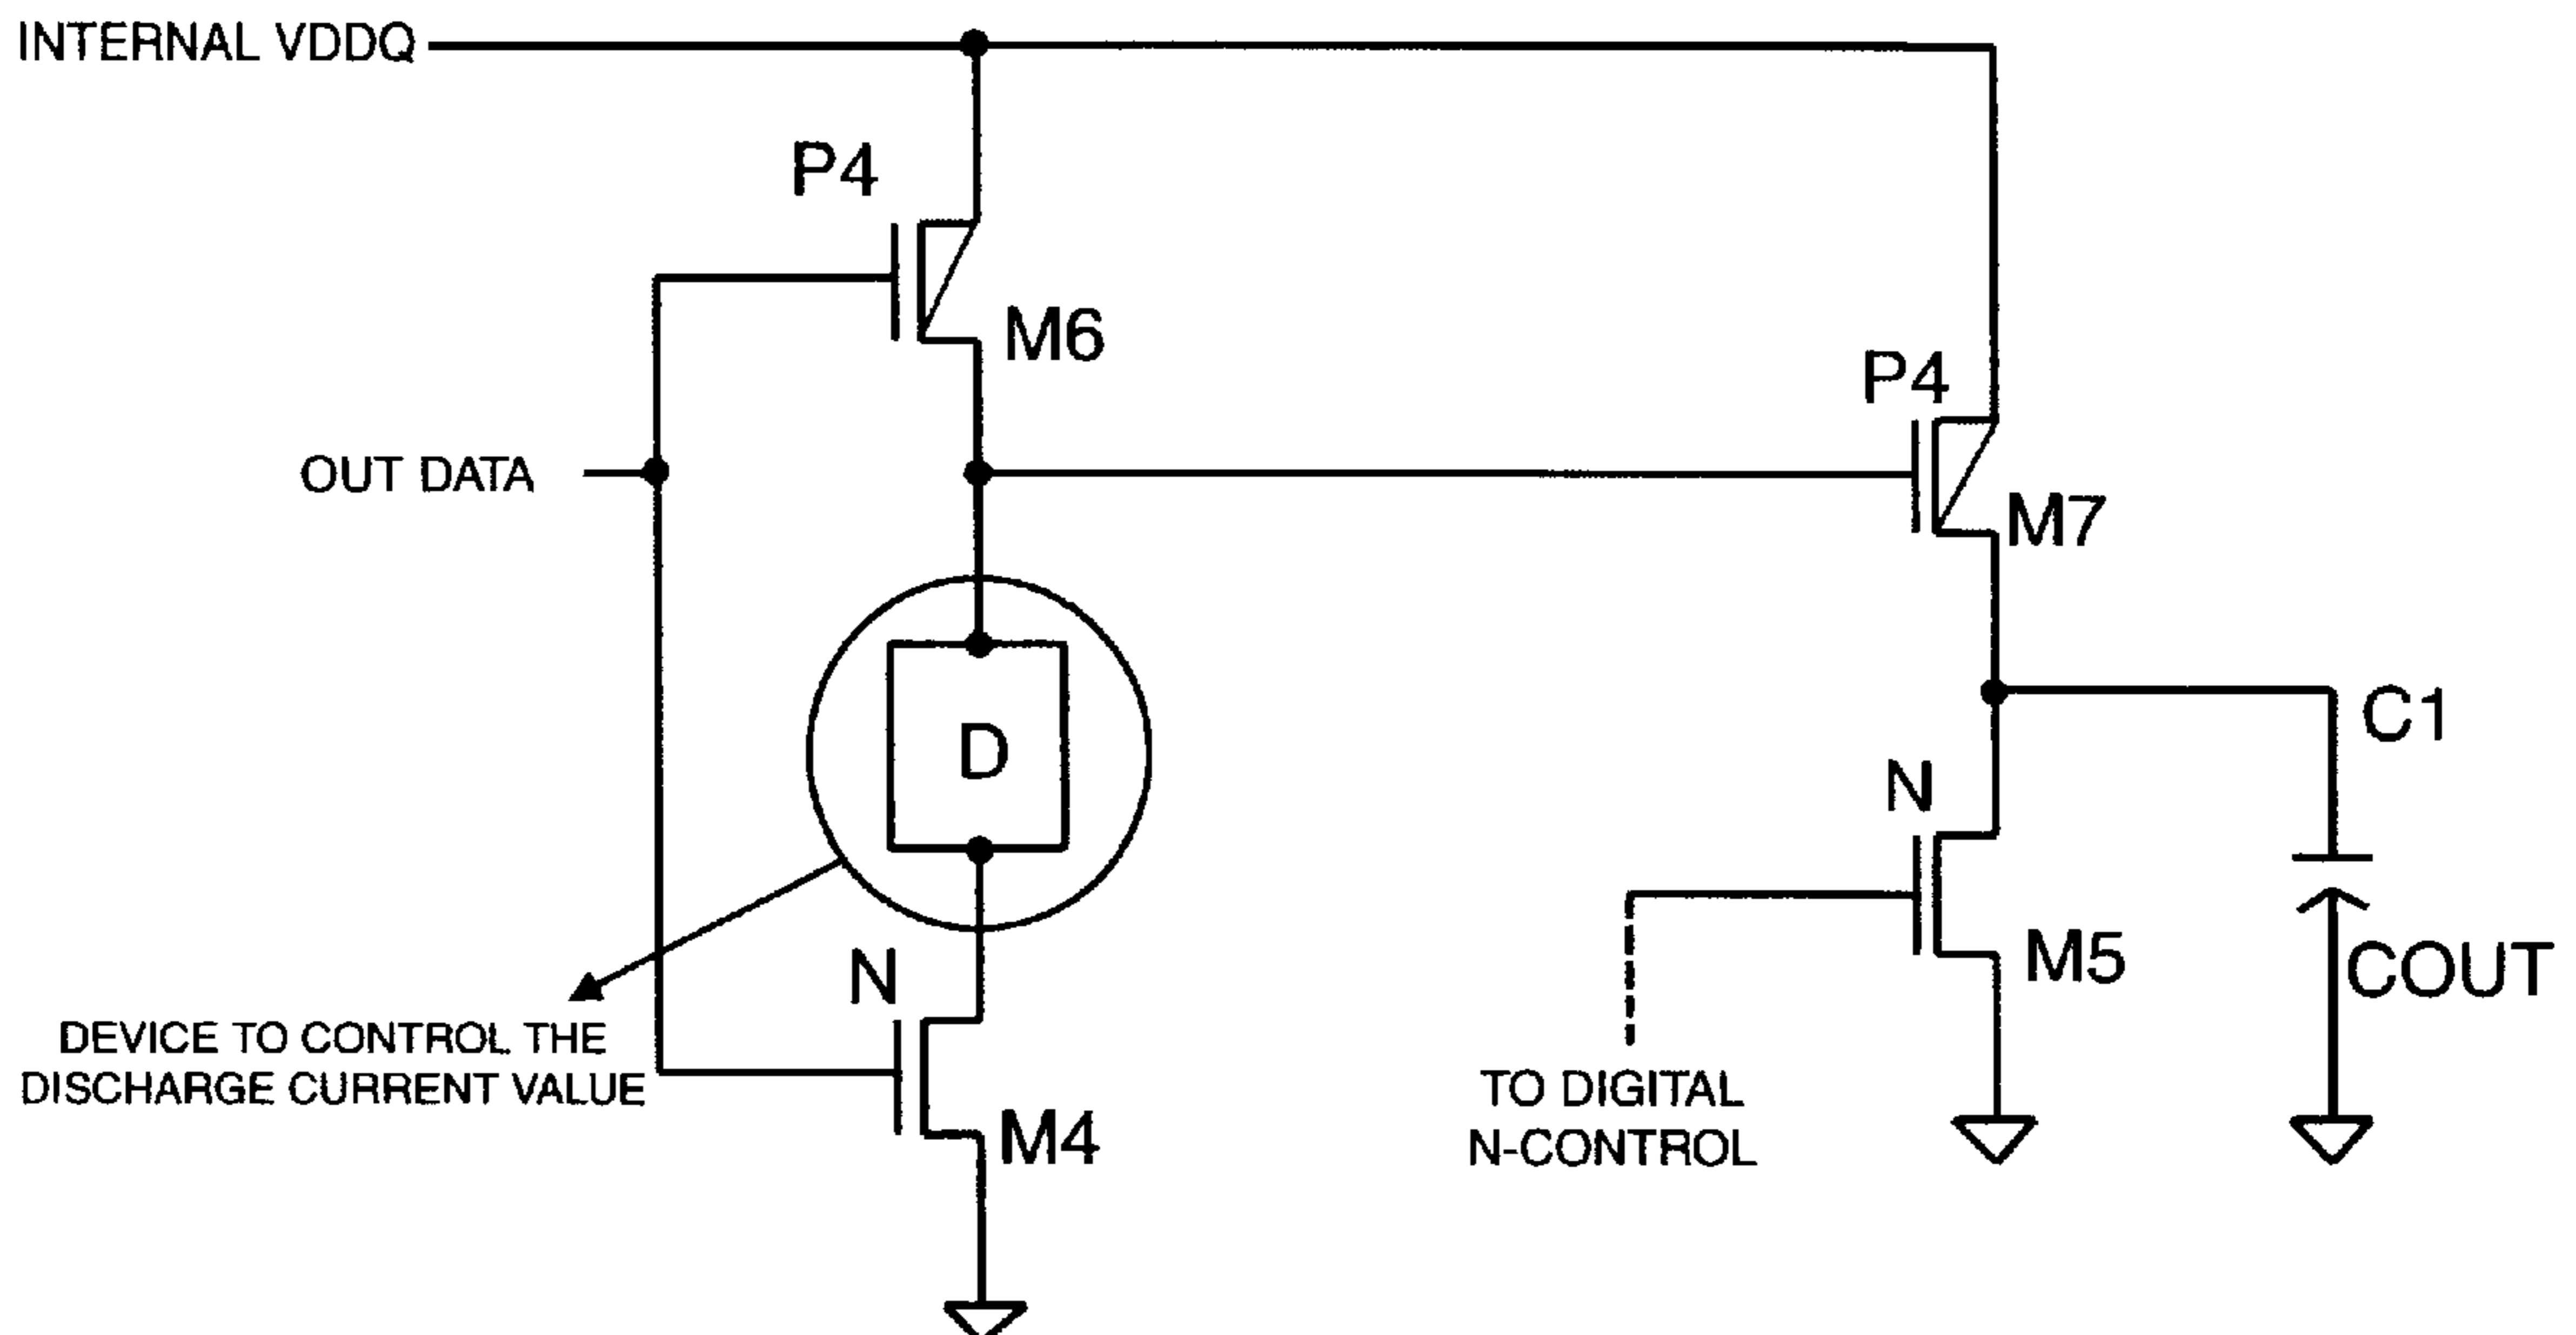 INTERNAL VDDQ
P4
M6
P4
OUT DATA
M7
C1
D
N
N
M5
COUT
DEVICE TO CONTROL THE
DISCHARGE CURRENT VALUE
M4
TO DIGITAL
N-CONTROL